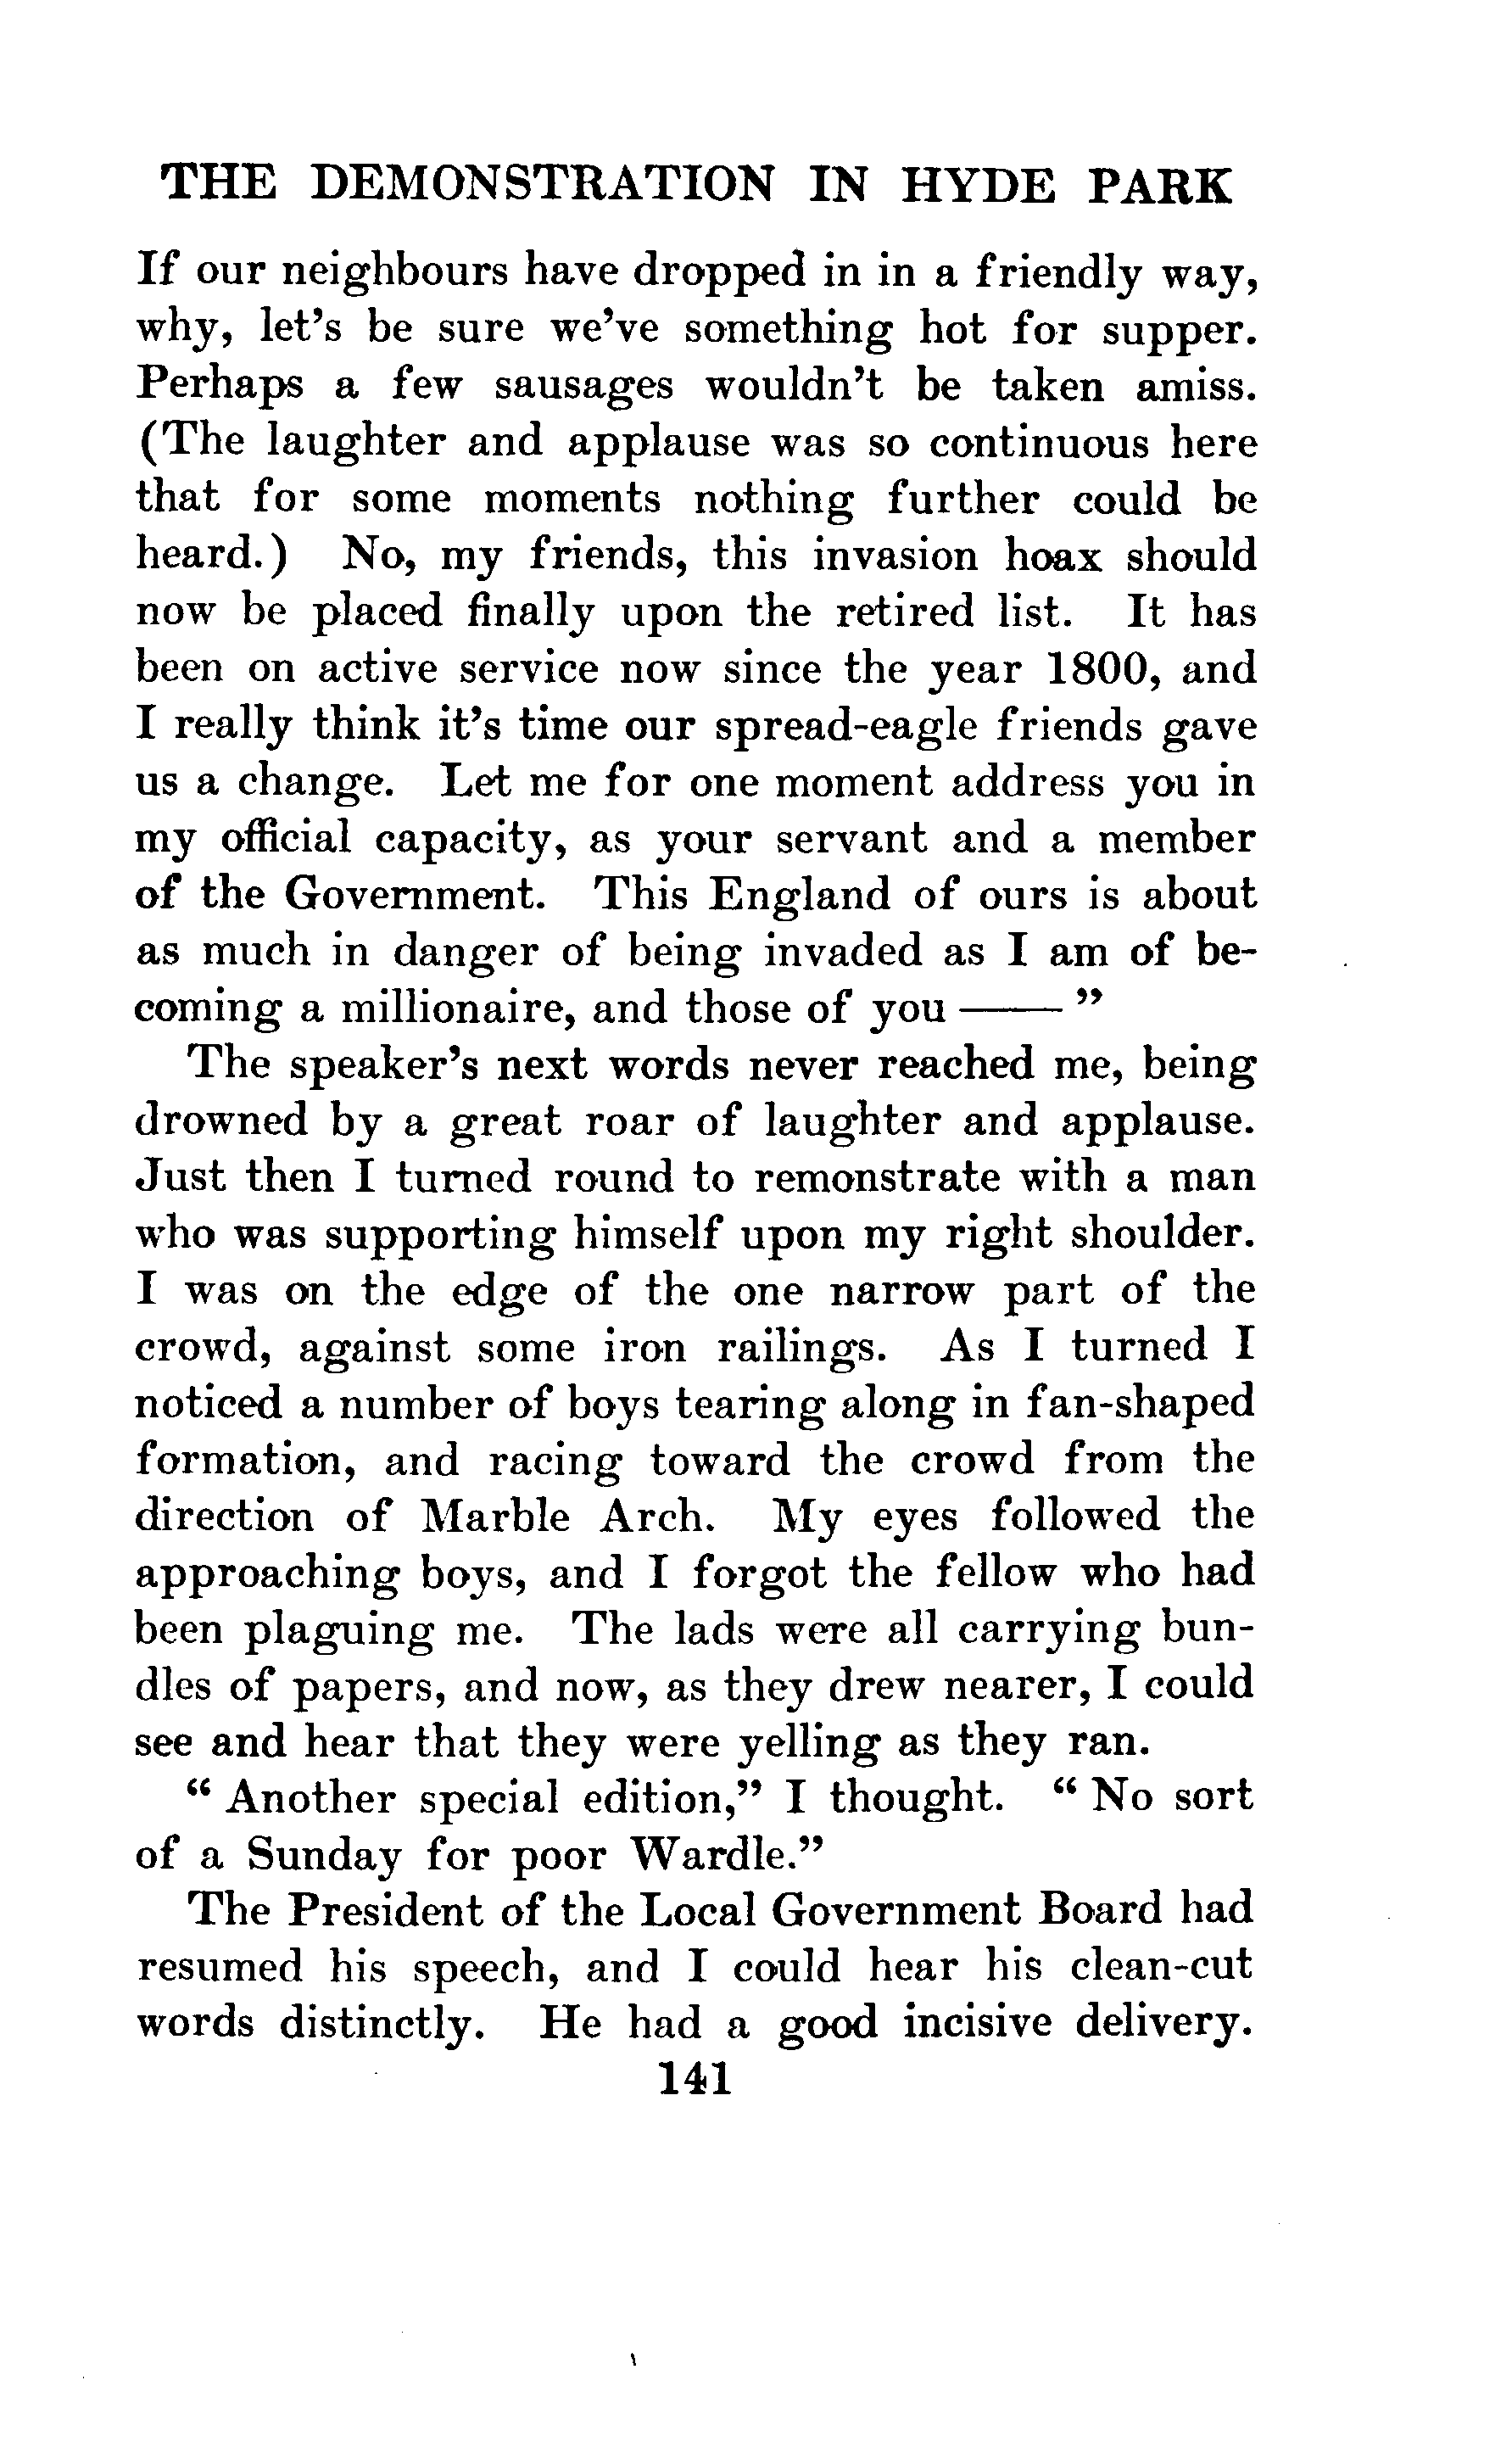 THE DEMONSTRATION IN HYDE PARK
If our neighbours have dropped in in a friendly way,
why, let's be sure we've something hot for supper.
Perhaps a few sausages wouldn't be taken amiss.
(The laughter and applause was so continuous here
that for some moments nothing further could be
heard.) No, my friends, this invasion hoax should
now be placed finally upon the retired list. It has
been on active service now since the year 1800, and
I really think it's time our spread-eagle friends gave
us a change. Let me for one moment address you in
my official capacity, as your servant and a member
of the Government. This England of ours is about
as much in danger of being invaded as I am of be-
coming a millionaire, and those of you —— ”
The speaker's next words never reached me, being
drowned by a great roar of laughter and applause.
Just then I turned round to remonstrate with a man
who was supporting himself upon my right shoulder.
I was on the edge of the one narrow part of the
crowd, against some iron railings. As I turned I
noticed a number of boys tearing along in fan-shaped
formation, and racing toward the crowd from the
direction of Marble Arch. My eyes followed the
approaching boys, and I forgot the fellow who had
been plaguing me. The lads were all carrying bun-
dles of papers, and now, as they drew nearer, I could
see and hear that they were yelling as they ran.
“ Another special edition,” I thought. “ No sort
of a Sunday for poor Wardle.”
The President of the Local Government Board had
resumed his speech, and I could hear his clean-cut
words distinctly. He had a good incisive delivery.
141